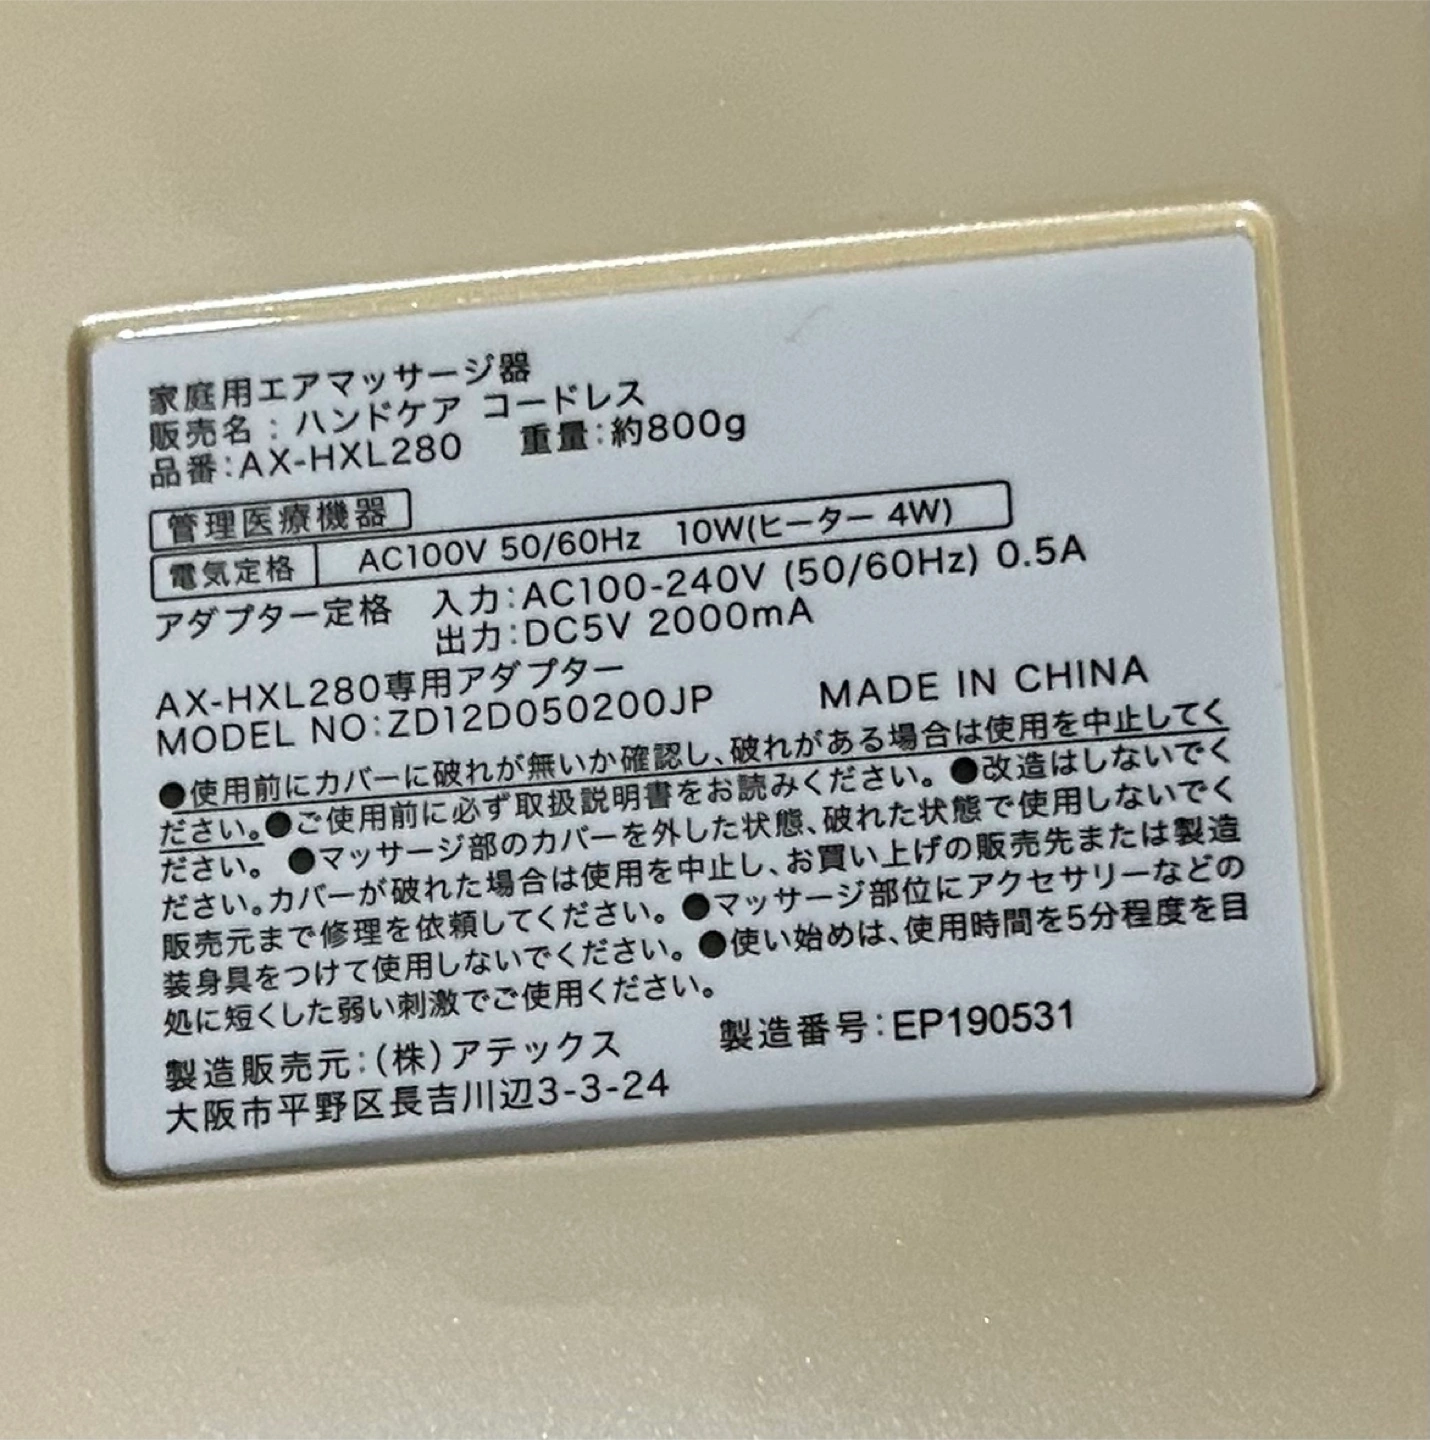 家庭用エアマッサージ器
販売名：ハンドケア コードレス
品番：AX-HXL280 重量：約800g
管理医療機器
電気定格 AC100V 50/60Hz 10W(ヒーター 4W)
アダプター定格 入力：AC100-240V (50/60Hz) 0.5A
出力：DC5V 2000mA
AX-HXL280専用アダプター
MODEL NO：ZD12D050200JP MADE IN CHINA
●使用前にカバーに破れが無いか確認し、破れがある場合は使用を中止してく
ださい。●ご使用前に必ず取扱説明書をお読みください。●改造はしないでく
ださい。●マッサージ部のカバーを外した状態、破れた状態で使用しないでく
ださい。カバーが破れた場合は使用を中止し、お買い上げの販売先または製造
販売元まで修理を依頼してください。●マッサージ部位にアクセサリーなどの
装身具をつけて使用しないでください。●使い始めは、使用時間を5分程度を目
処に短くした弱い刺激でご使用ください。
製造販売元：(株)アテックス 製造番号：EP190531
大阪市平野区長吉川辺3-3-24